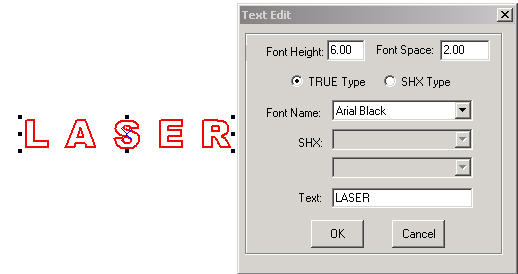 Text Edit
Font Height: 6.00 Font Space: 2.00
TRUE Type SHX Type
Font Name: Arial Black
SHX:
Text: LASER
OK Cancel
LASER